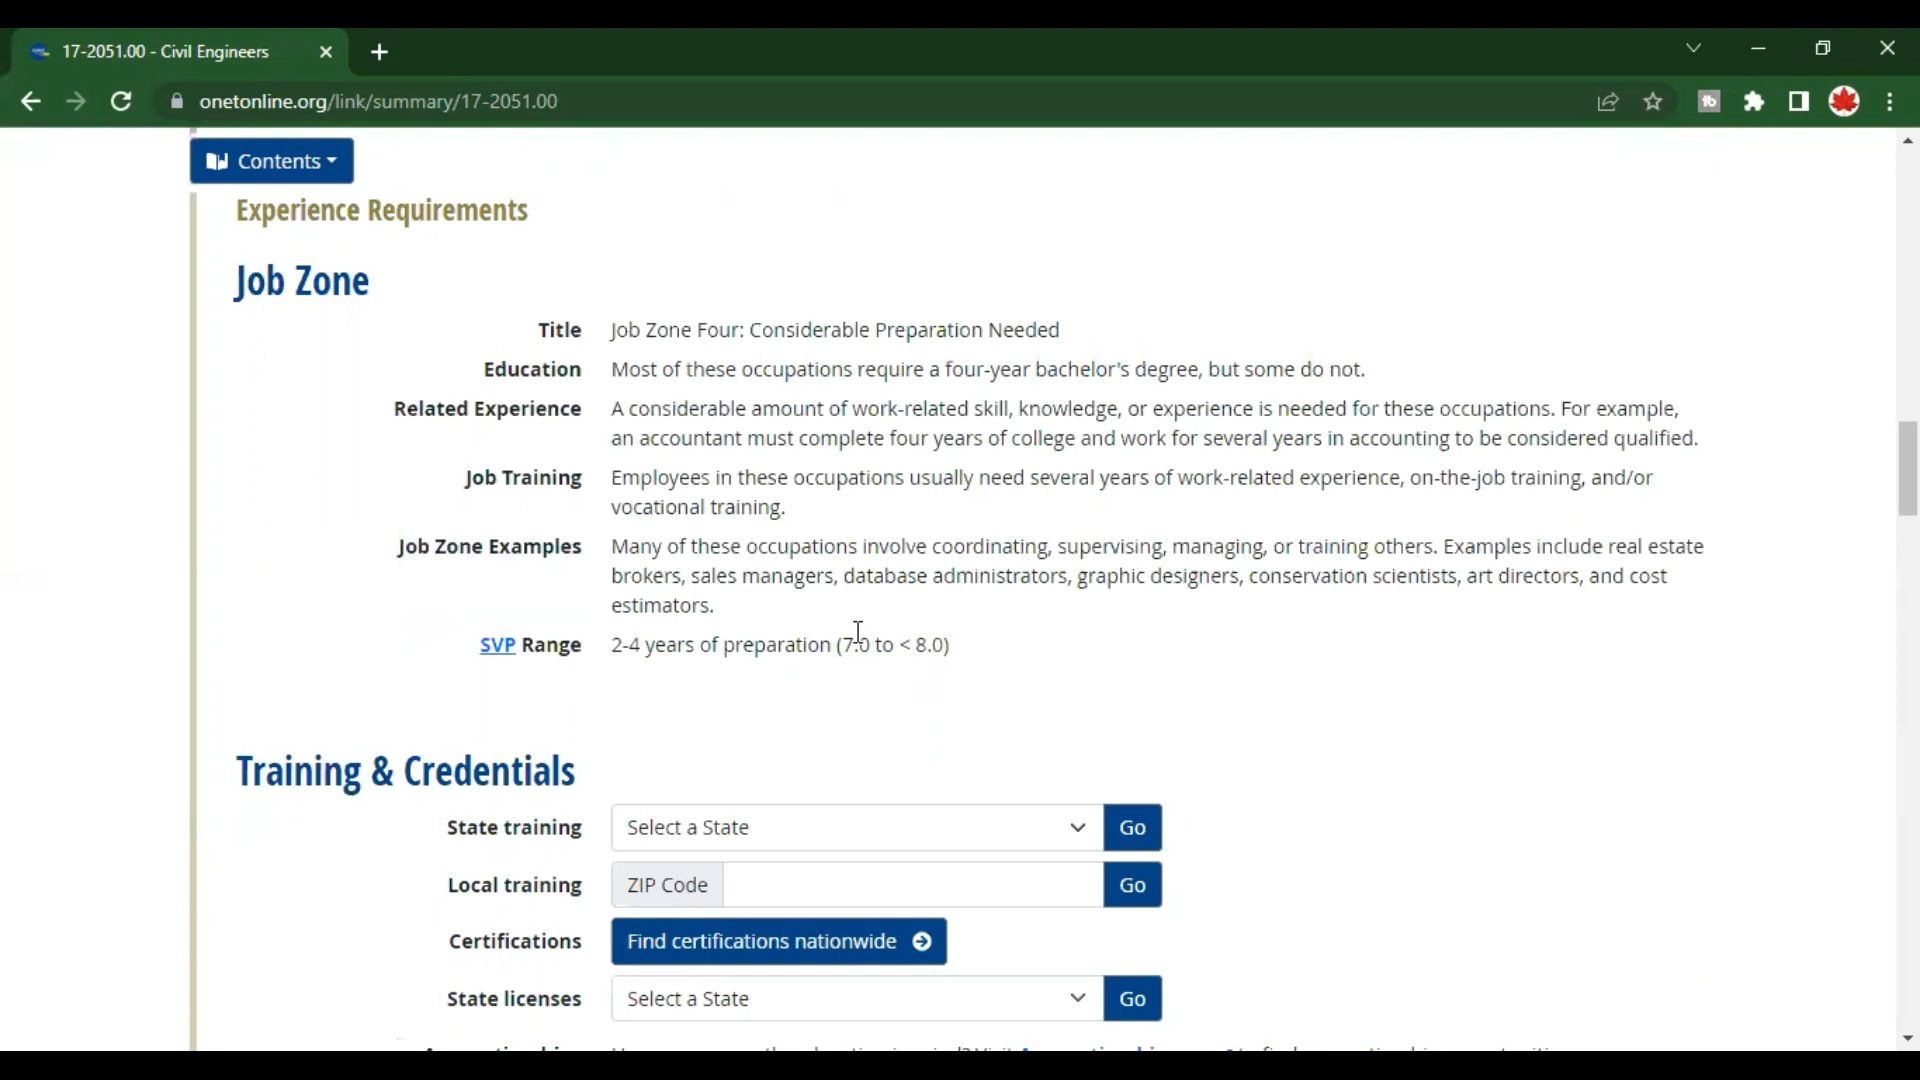 17-2051.00 - Civil Engineers
onetonline.org/link/summary/17-2051.00
Contents
Experience Requirements
Job Zone
Title Job Zone Four: Considerable Preparation Needed
Education Most of these occupations require a four-year bachelor's degree, but some do not.
Related Experience A considerable amount of work-related skill, knowledge, or experience is needed for these occupations. For example,
an accountant must complete four years of college and work for several years in accounting to be considered qualified.
Job Training Employees in these occupations usually need several years of work-related experience, on-the-job training, and/or
vocational training.
Job Zone Examples Many of these occupations involve coordinating, supervising, managing, or training others. Examples include real estate
brokers, sales managers, database administrators, graphic designers, conservation scientists, art directors, and cost
estimators.
SVP Range 2-4 years of preparation (7.0 to < 8.0)
Training & Credentials
State training Select a State Go
Local training ZIP Code Go
Certifications Find certifications nationwide
State licenses Select a State Go